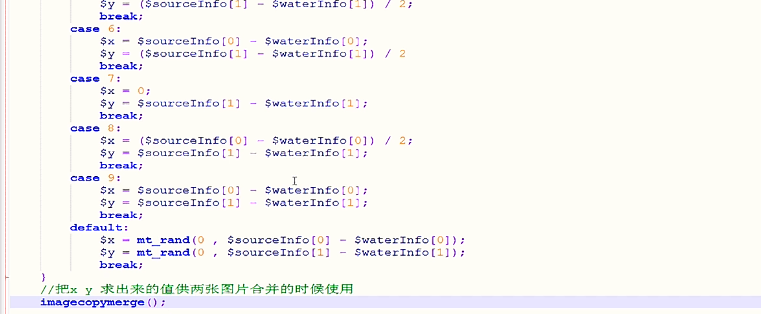 $y = ($sourceInfo[1] - $waterInfo[1]) / 2;
break;
case 6:
$x = $sourceInfo[0] - $waterInfo[0];
$y = ($sourceInfo[1] - $waterInfo[1]) / 2
break;
case 7:
$x = 0;
$y = $sourceInfo[1] - $waterInfo[1];
break;
case 8:
$x = ($sourceInfo[0] - $waterInfo[0]) / 2;
$y = $sourceInfo[1] - $waterInfo[1];
break;
case 9:
$x = $sourceInfo[0] - $waterInfo[0];
$y = $sourceInfo[1] - $waterInfo[1];
break;
default:
$x = mt_rand(0 , $sourceInfo[0] - $waterInfo[0]);
$y = mt_rand(0 , $sourceInfo[1] - $waterInfo[1]);
break;
}
//把x y 求出来的值供两张图片合并的时候使用
imagecopymerge();